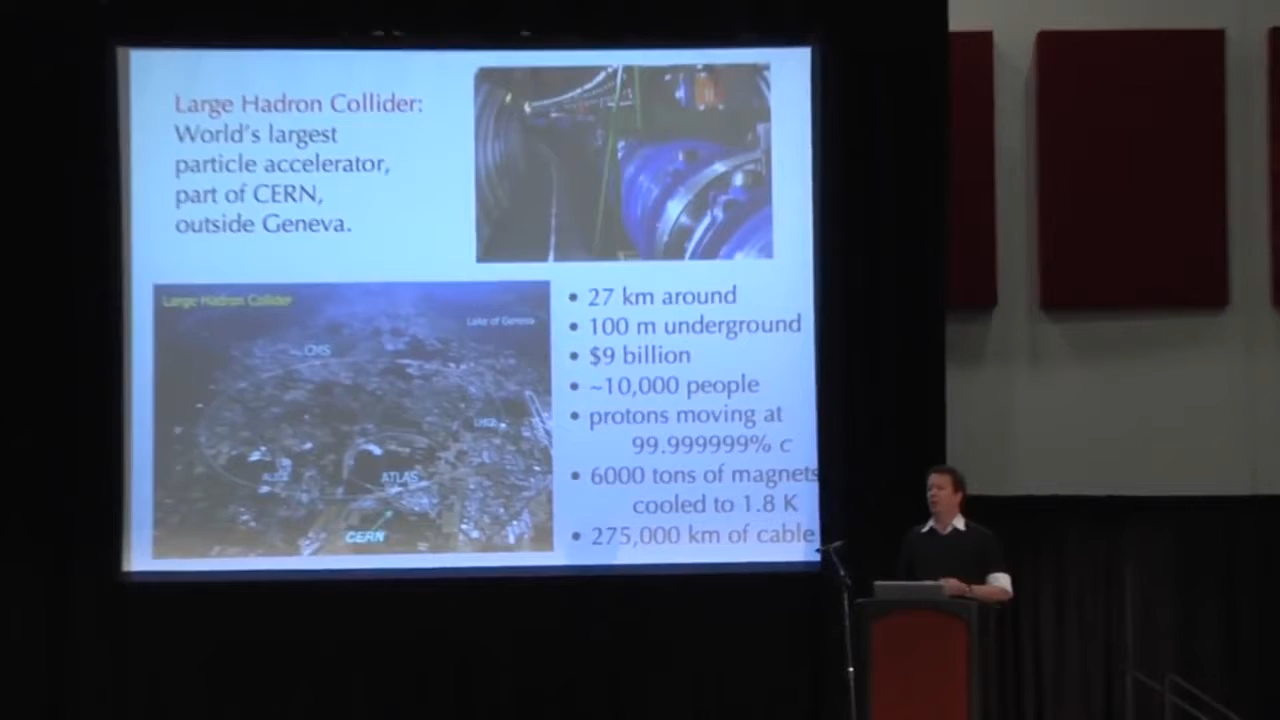 Large Hadron Collider:
World's largest
particle accelerator,
part of CERN,
outside Geneva.
Large Hadron Collider
Lake of Geneva
CMS
ALICE
ATLAS
CERN
• 27 km around
• 100 m underground
• $9 billion
• ~10,000 people
• protons moving at
99.999999% c
• 6000 tons of magnets
cooled to 1.8 K
• 275,000 km of cable